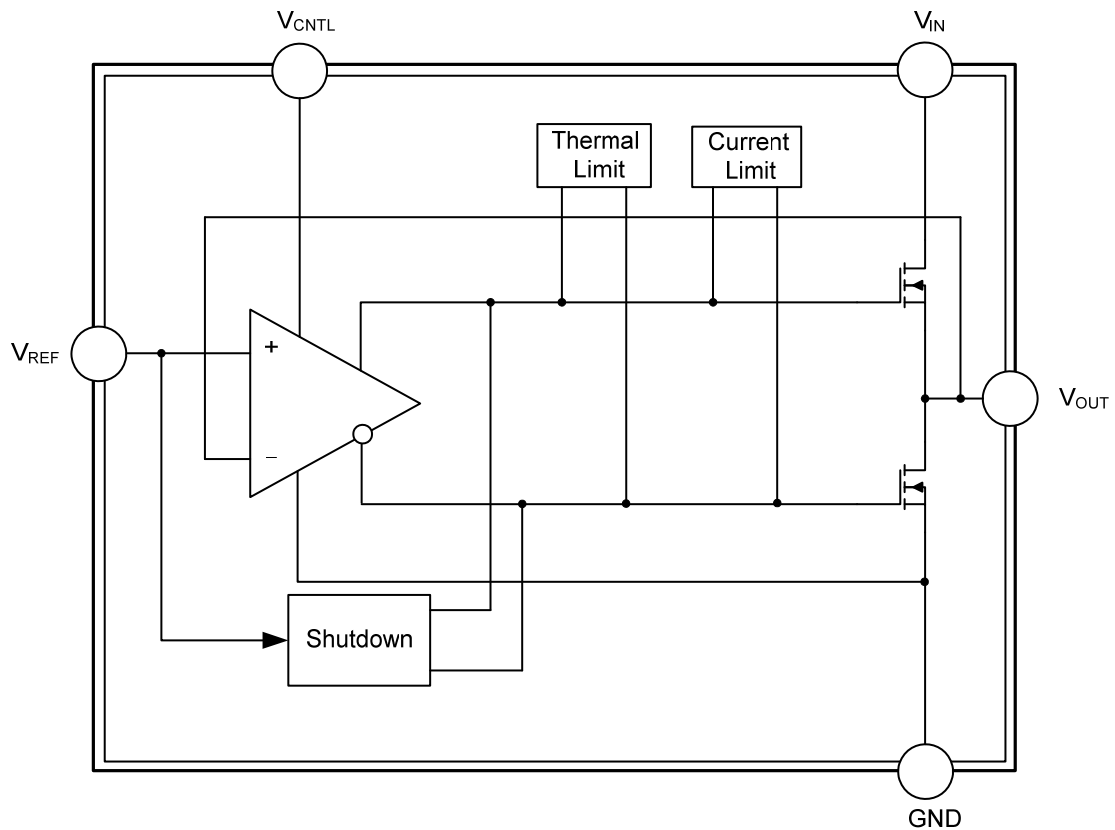 VCNTL
VIN
Thermal
Limit
Current
Limit
+
VREF
VOUT
−
Shutdown
GND